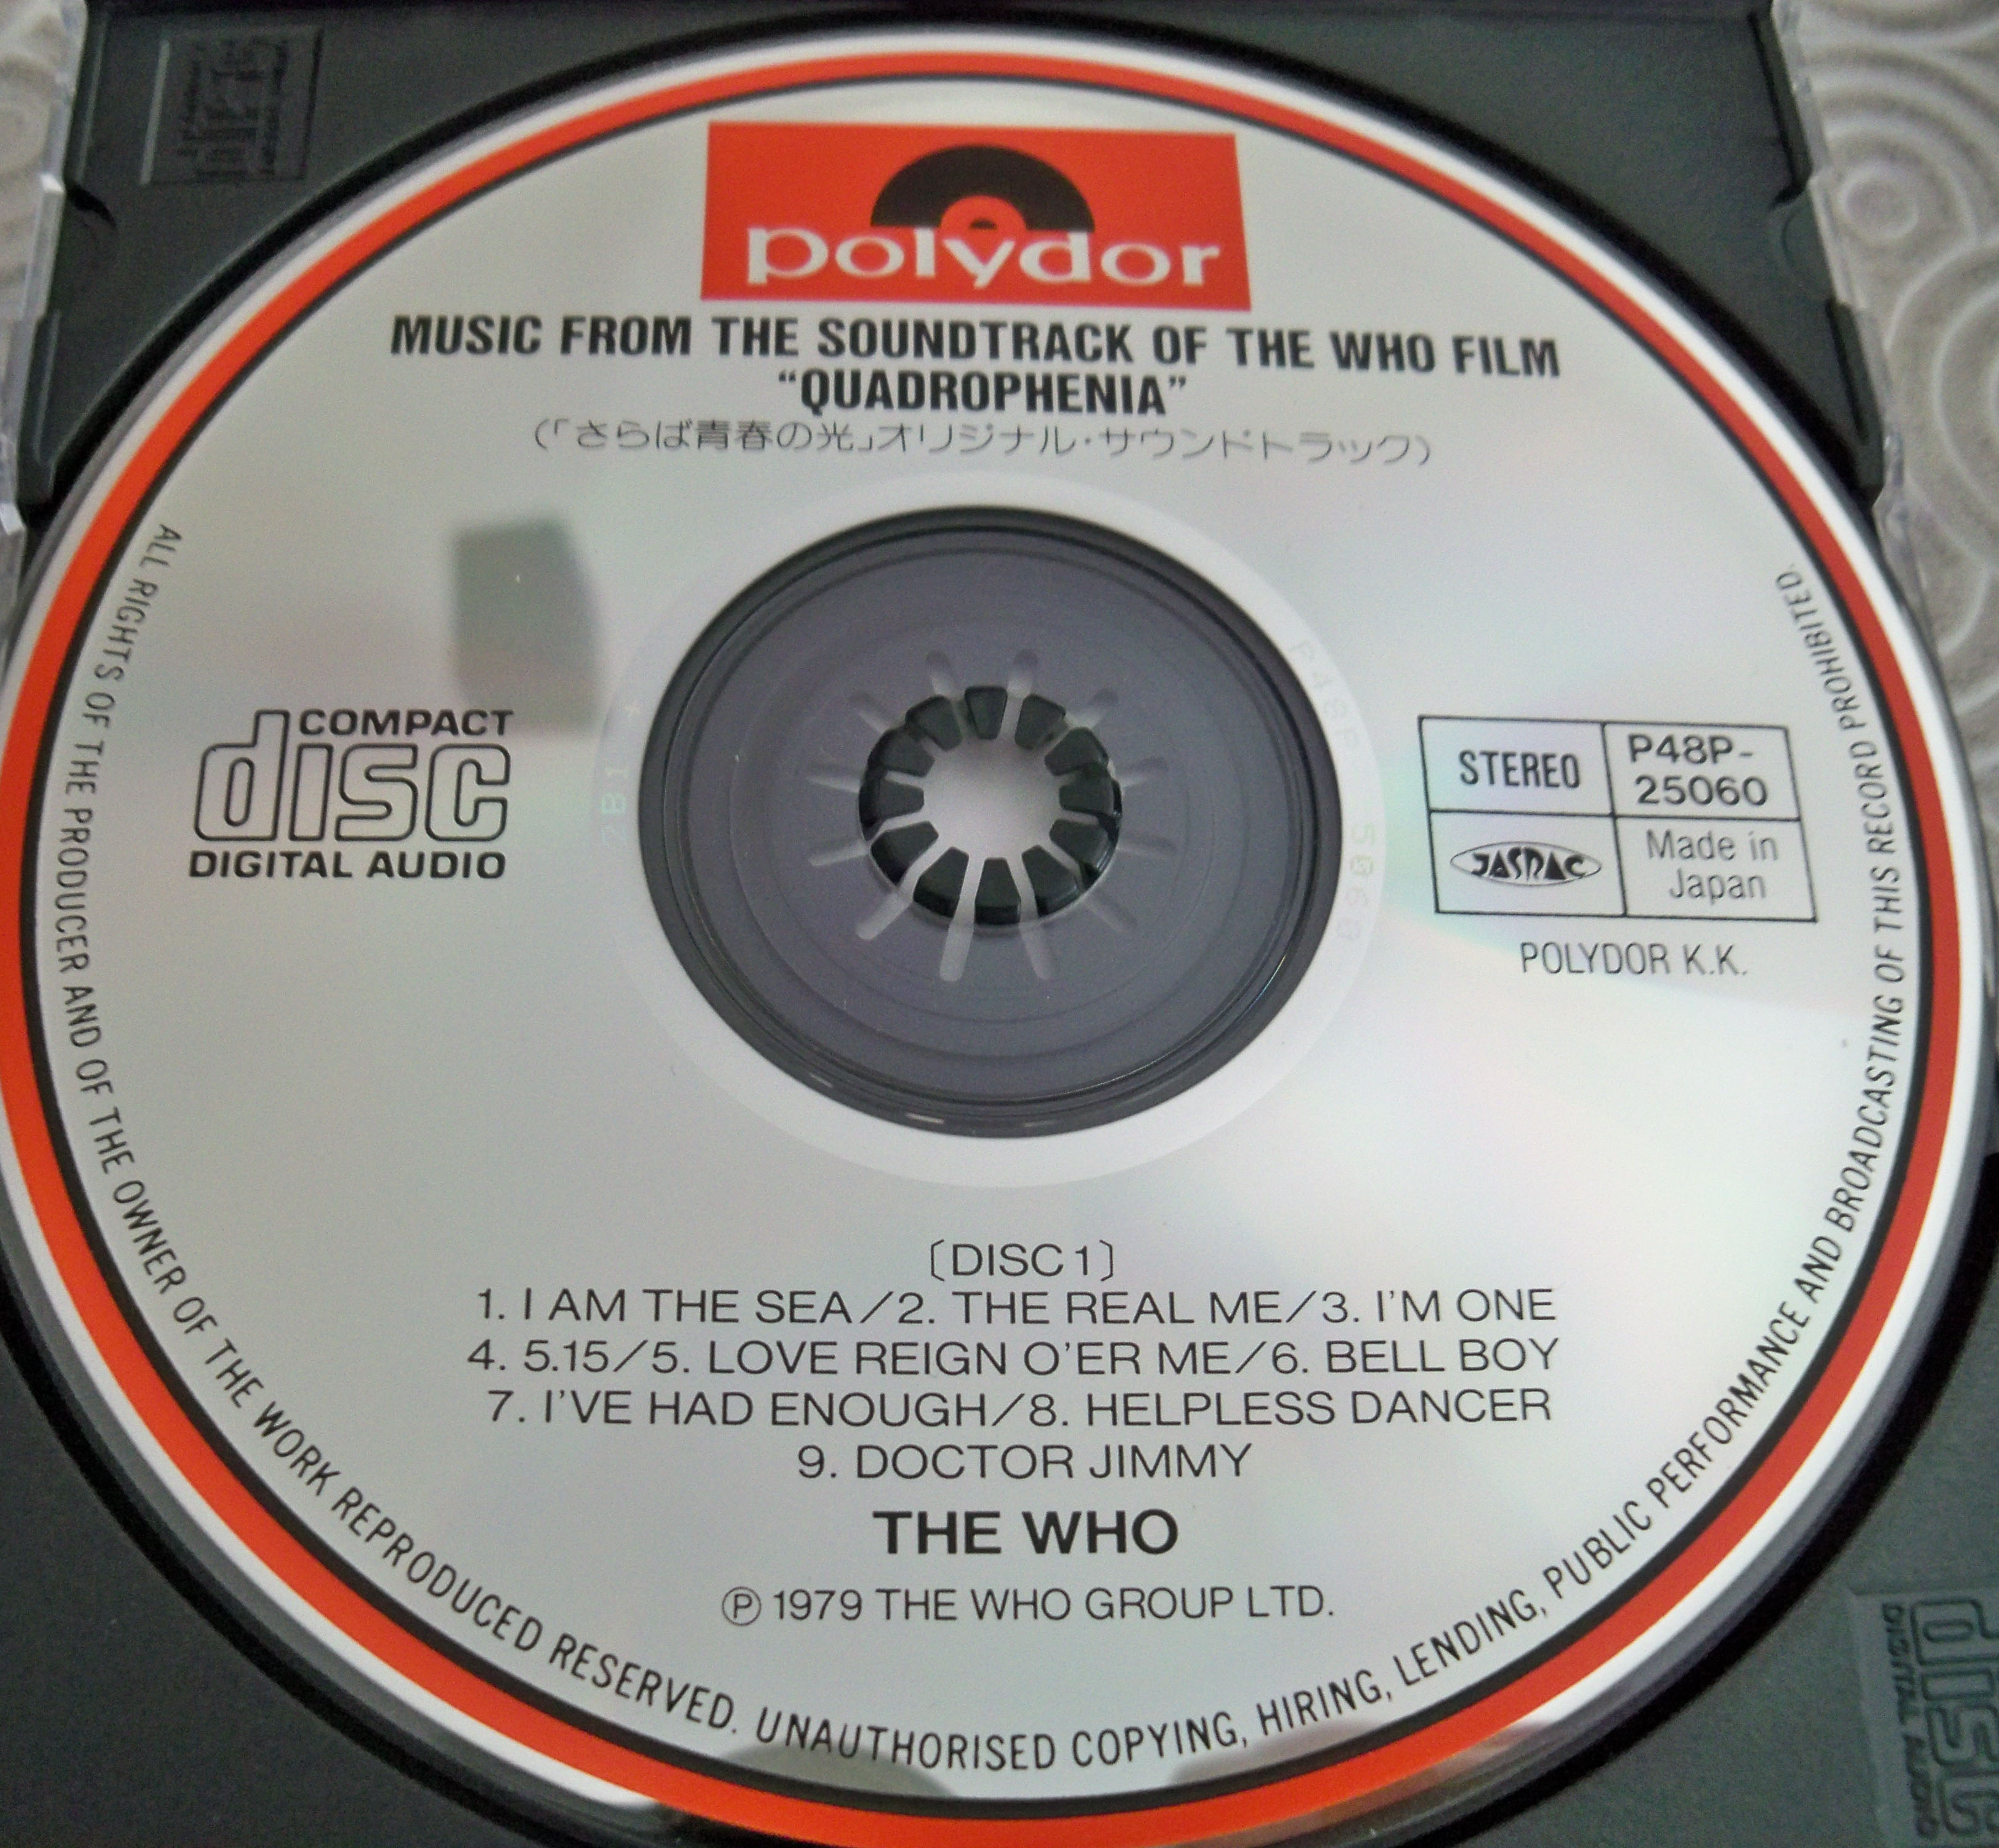 polydor
MUSIC FROM THE SOUNDTRACK OF THE WHO FILM
“QUADROPHENIA”
(「さらば青春の光」オリジナル・サウンドトラック)
COMPACT
disc
DIGITAL AUDIO
STEREO
P48P-
25060
JASRAC
Made in
Japan
POLYDOR K.K.
〔DISC 1〕
1. I AM THE SEA/2. THE REAL ME/3. I'M ONE
4. 5.15/5. LOVE REIGN O'ER ME/6. BELL BOY
7. I'VE HAD ENOUGH/8. HELPLESS DANCER
9. DOCTOR JIMMY
THE WHO
Ⓟ 1979 THE WHO GROUP LTD.
ALL RIGHTS OF THE PRODUCER AND OF THE OWNER OF THE WORK REPRODUCED RESERVED. UNAUTHORISED COPYING, HIRING, LENDING, PUBLIC PERFORMANCE AND BROADCASTING OF THIS RECORD PROHIBITED.
disc
DIGITAL AUDIO